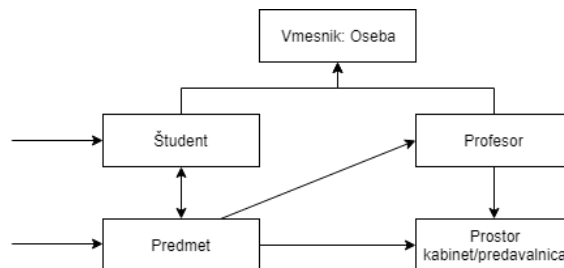 Vmesnik: Oseba
Študent
Profesor
Predmet
Prostor
kabinet/predavalnica